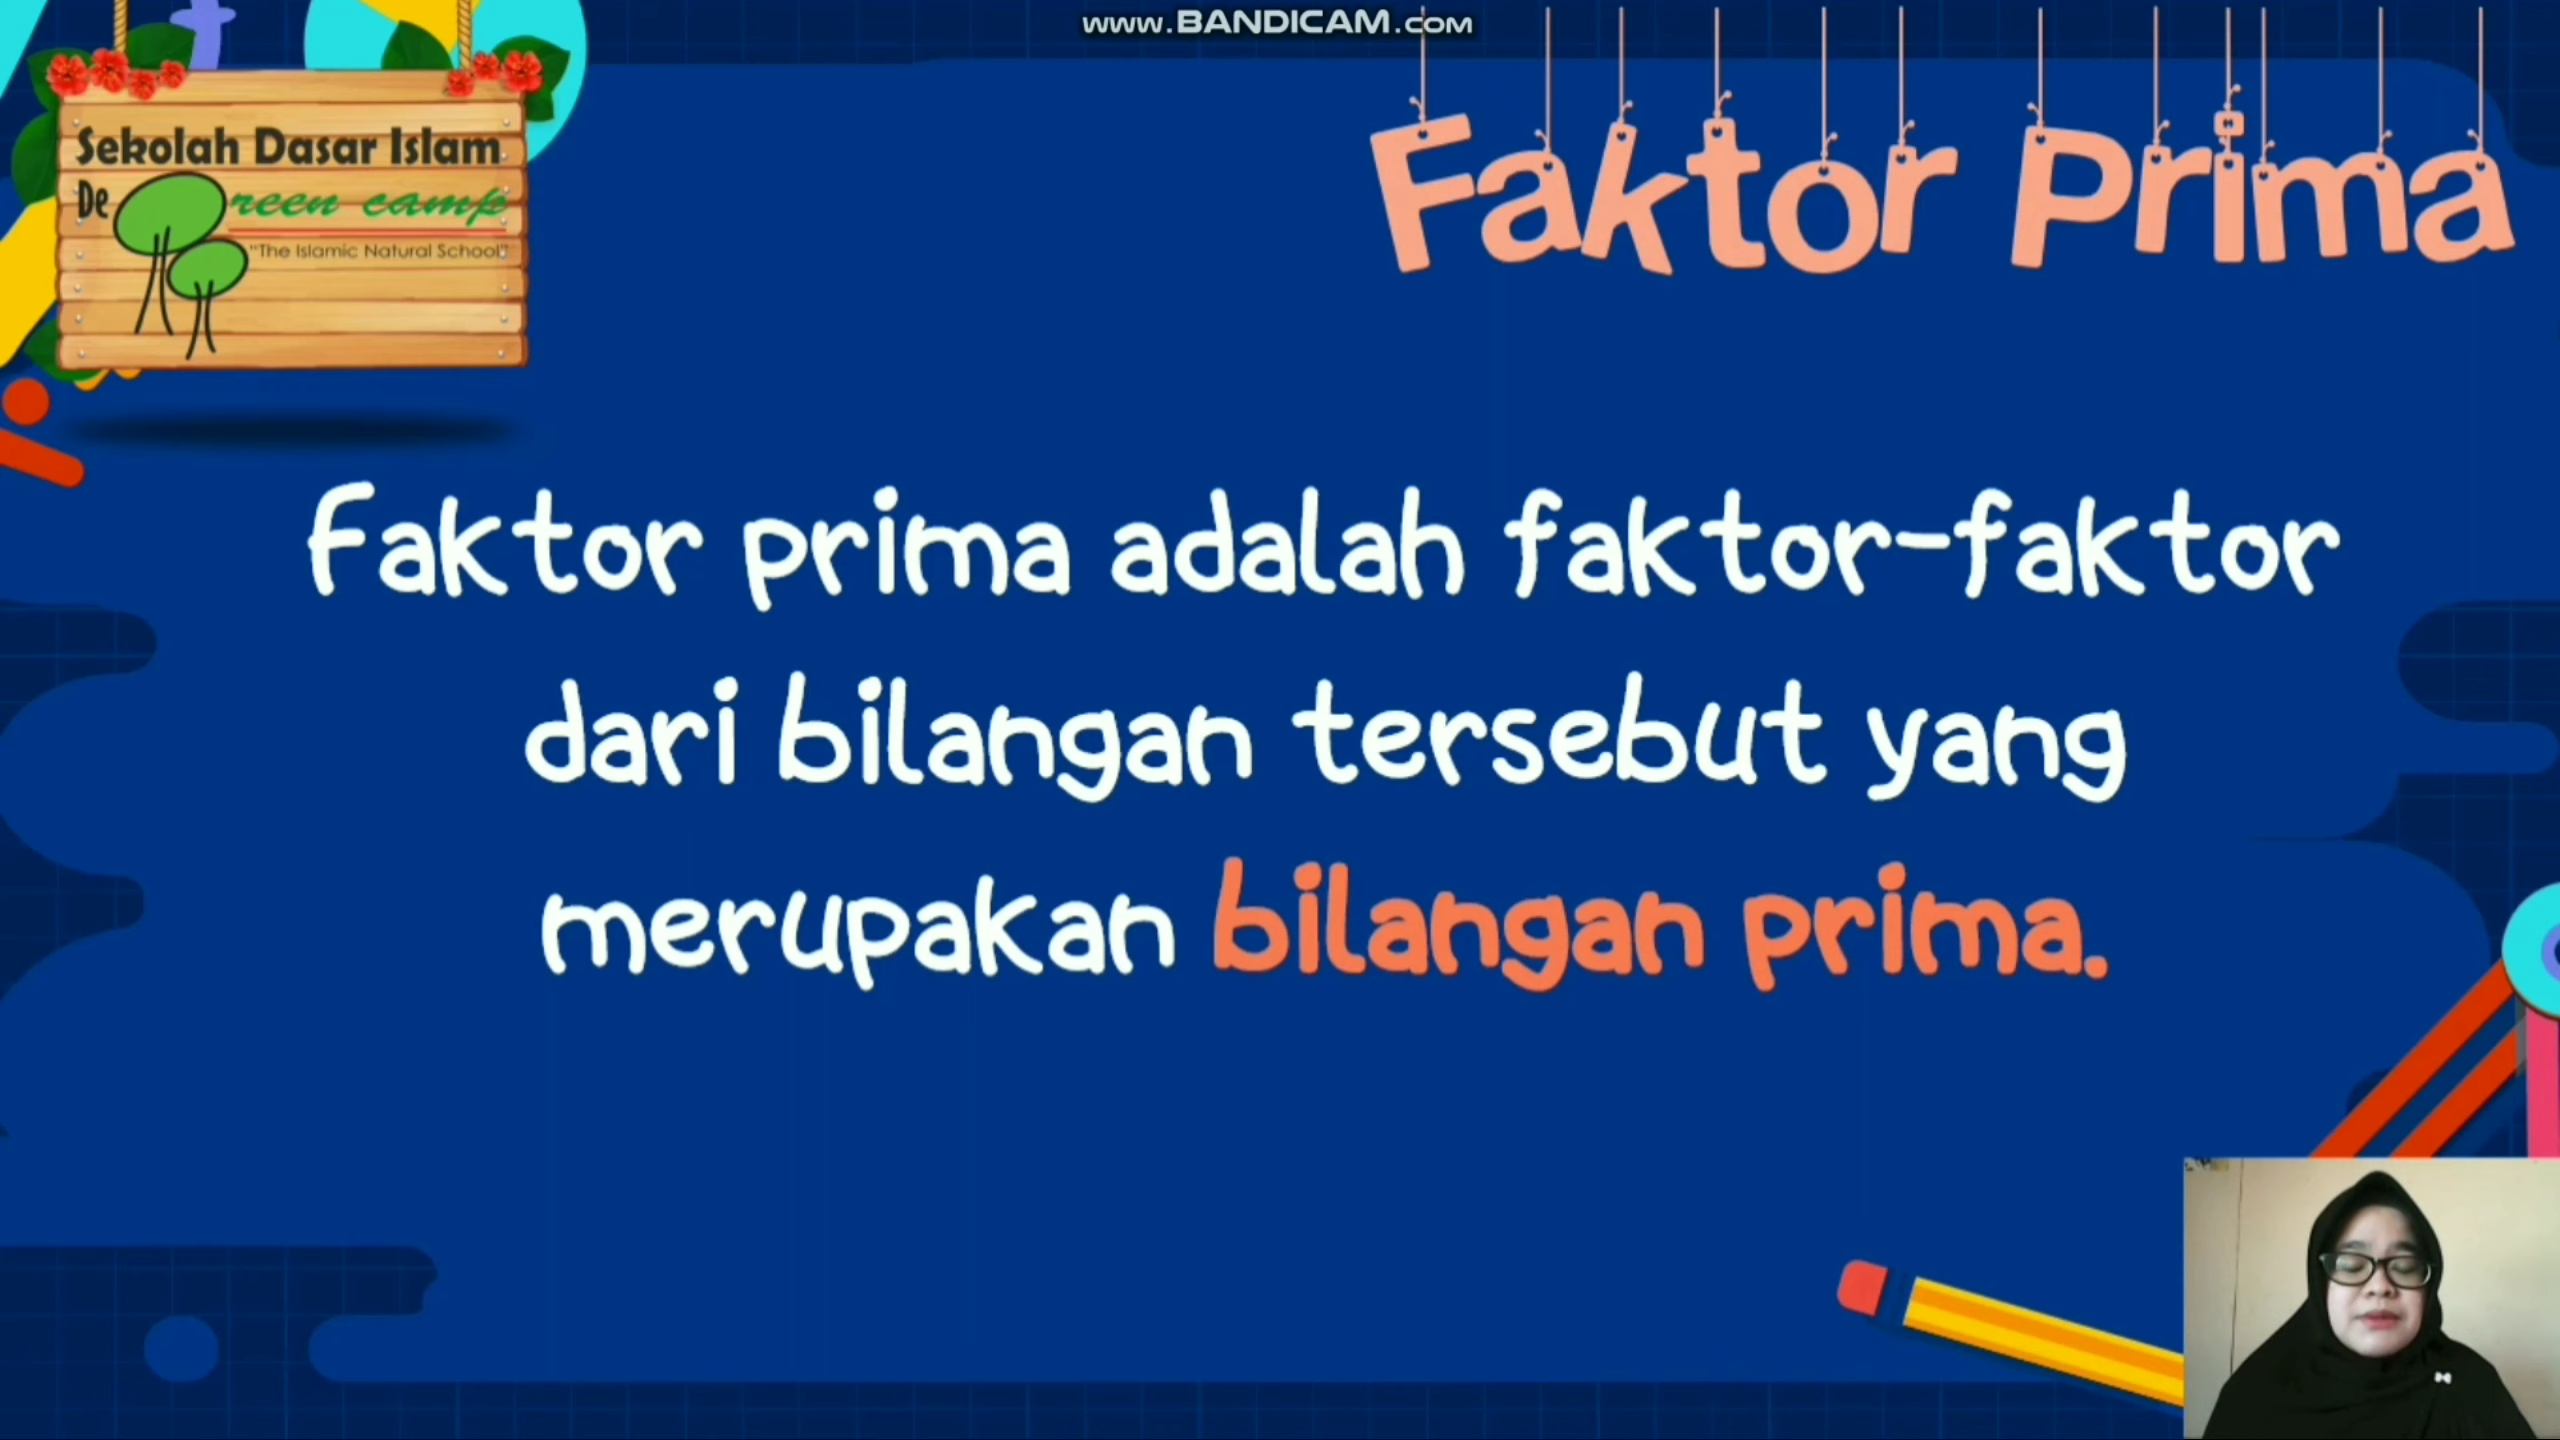 www.BANDICAM.com
Sekolah Dasar Islam
De Green camp
"The Islamic Natural School"
Faktor Prima
Faktor prima adalah faktor-faktor
dari bilangan tersebut yang
merupakan bilangan prima.